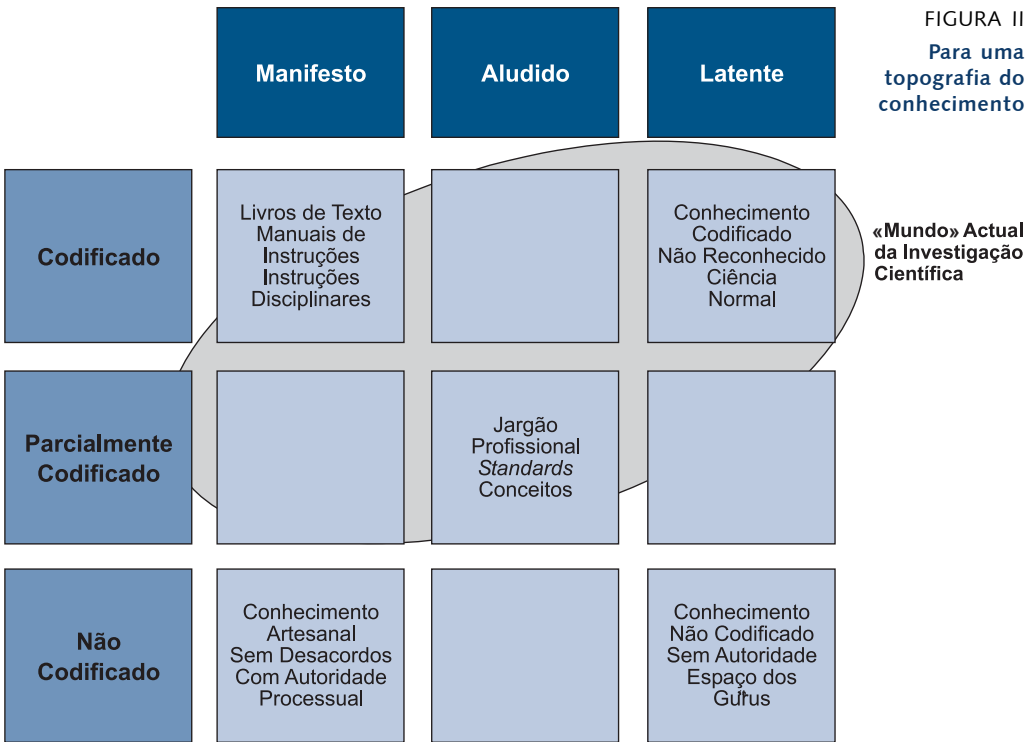 FIGURA II
Para uma
topografia do
conhecimento
Manifesto
Aludido
Latente
Codificado
Livros de Texto
Manuais de
Instruções
Instruções
Disciplinares
Conhecimento
Codificado
Não Reconhecido
Ciência
Normal
«Mundo» Actual
da Investigação
Científica
Parcialmente
Codificado
Jargão
Profissional
Standards
Conceitos
Não
Codificado
Conhecimento
Artesanal
Sem Desacordos
Com Autoridade
Processual
Conhecimento
Não Codificado
Sem Autoridade
Espaço dos